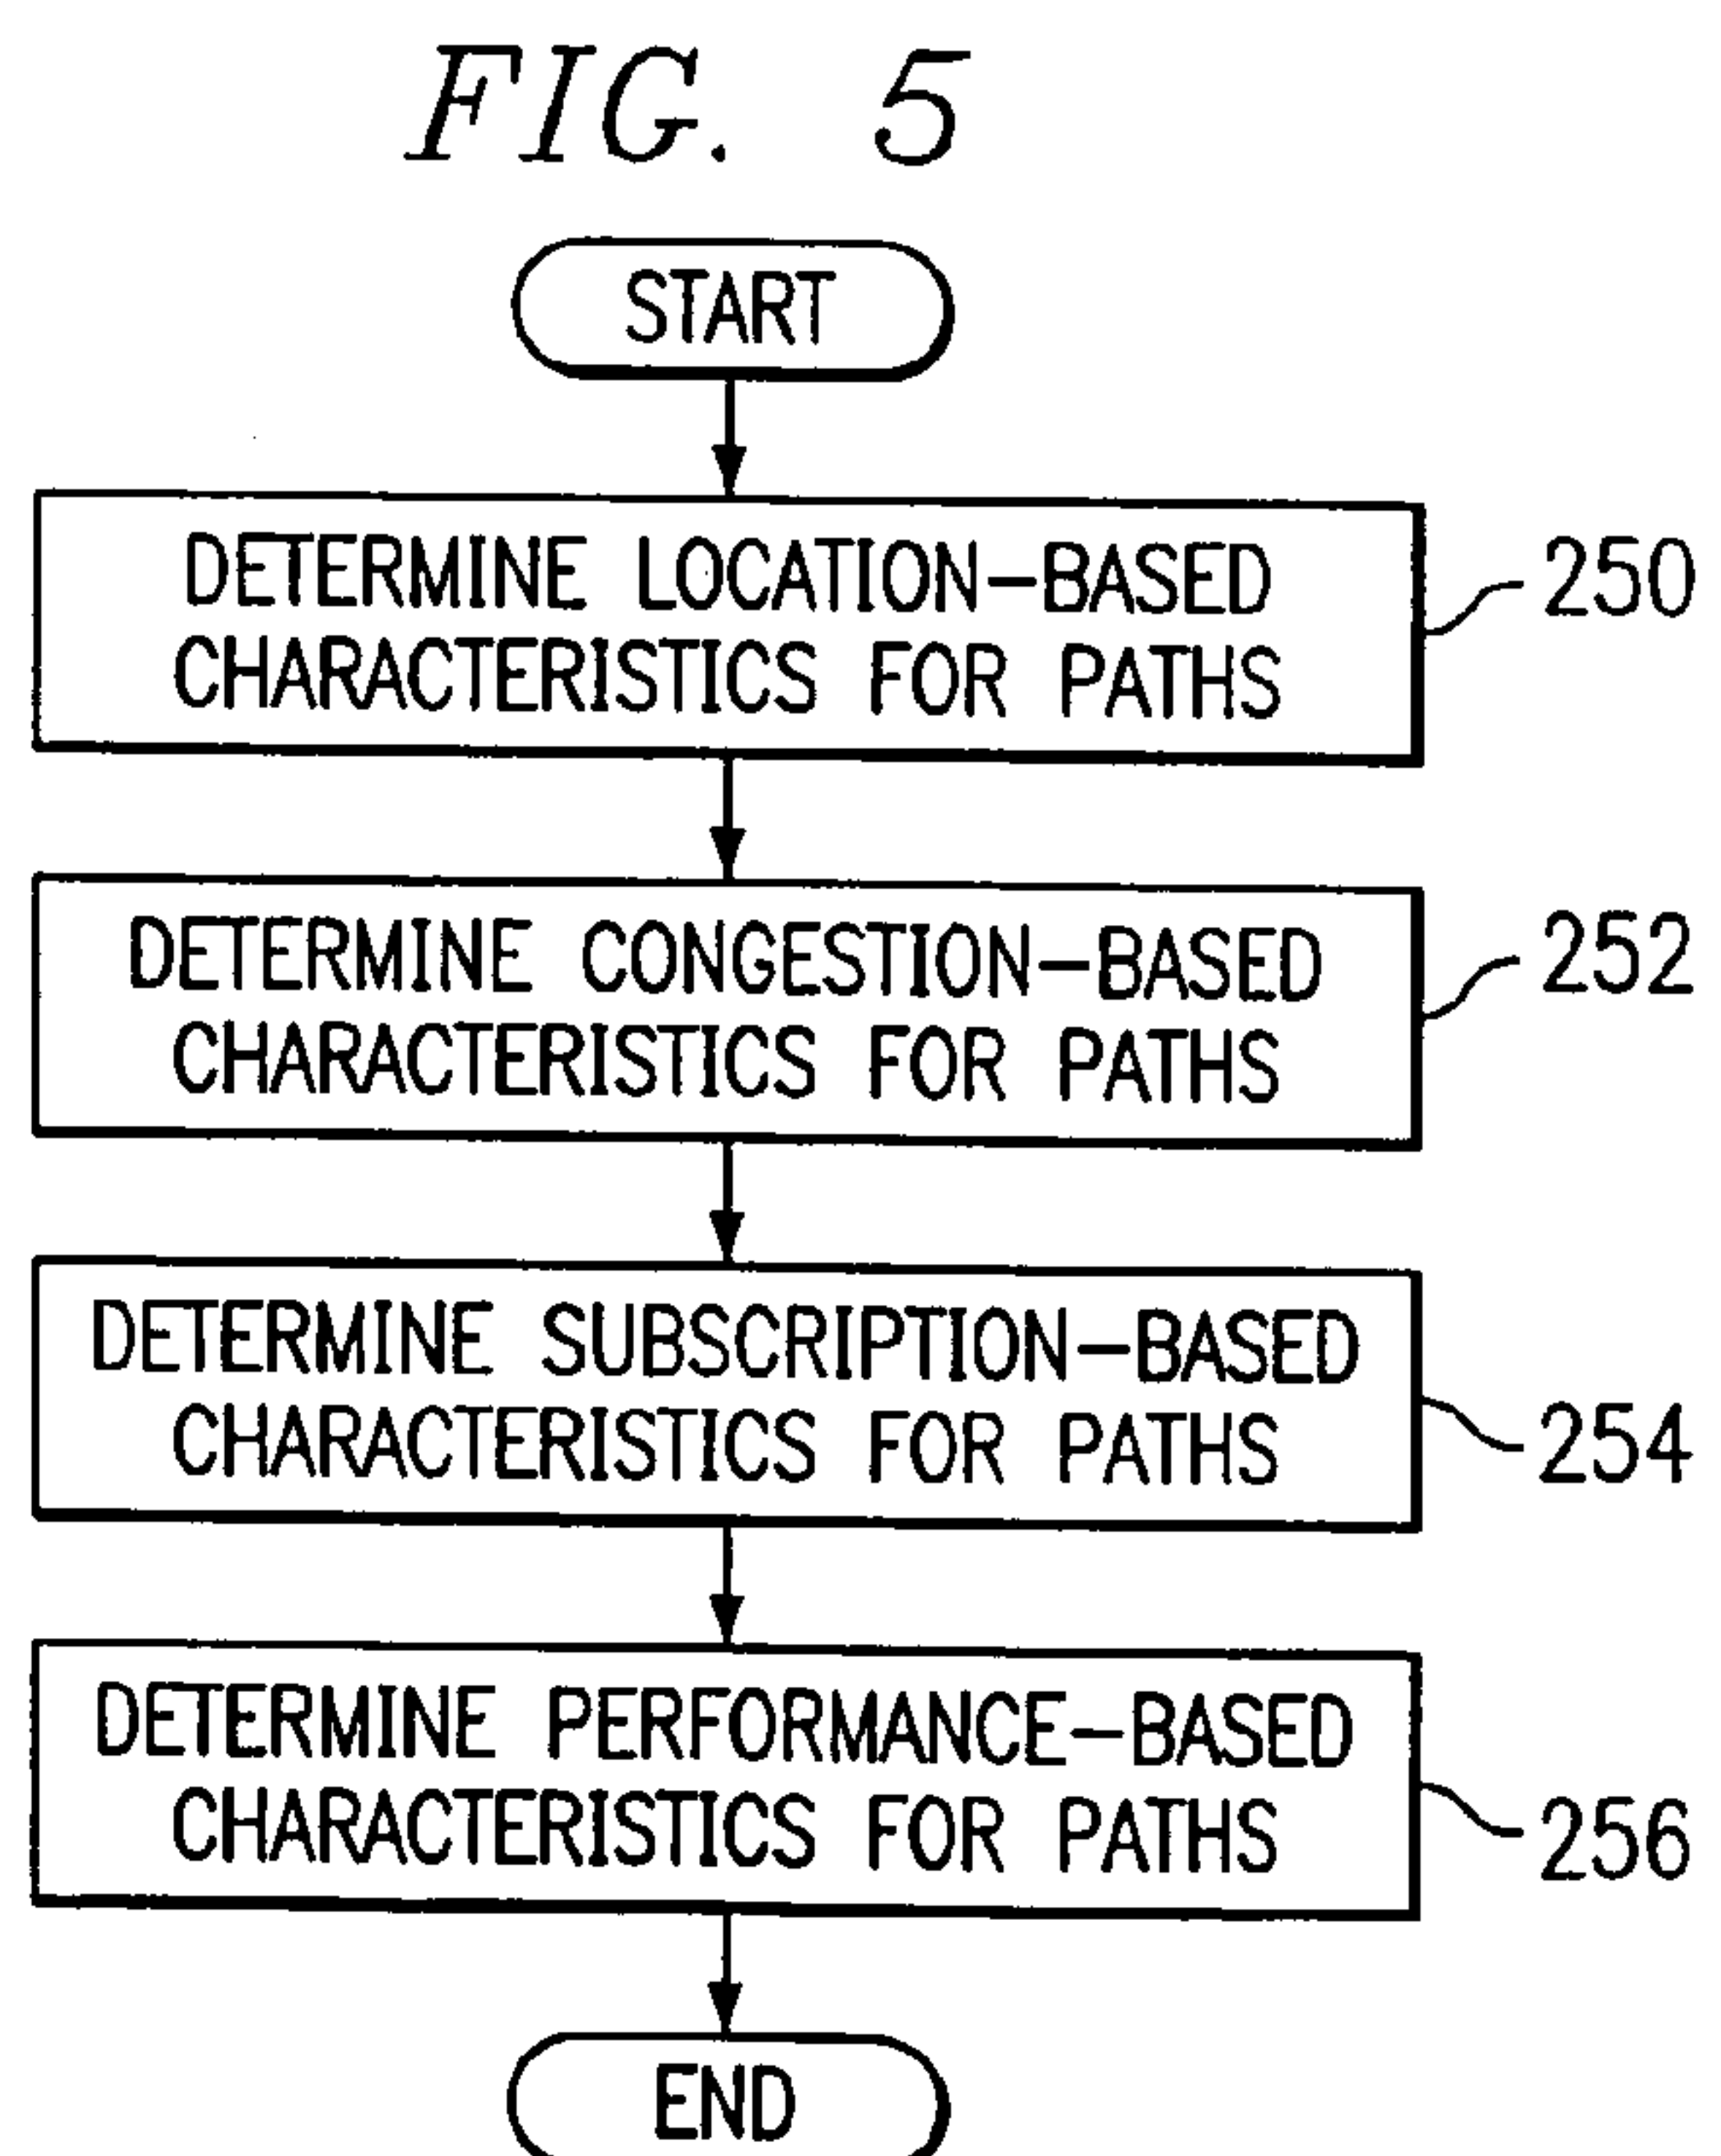 FIG. 5
START
DETERMINE LOCATION-BASED
CHARACTERISTICS FOR PATHS
250
DETERMINE CONGESTION-BASED
CHARACTERISTICS FOR PATHS
252
DETERMINE SUBSCRIPTION-BASED
CHARACTERISTICS FOR PATHS
254
DETERMINE PERFORMANCE-BASED
CHARACTERISTICS FOR PATHS
256
END